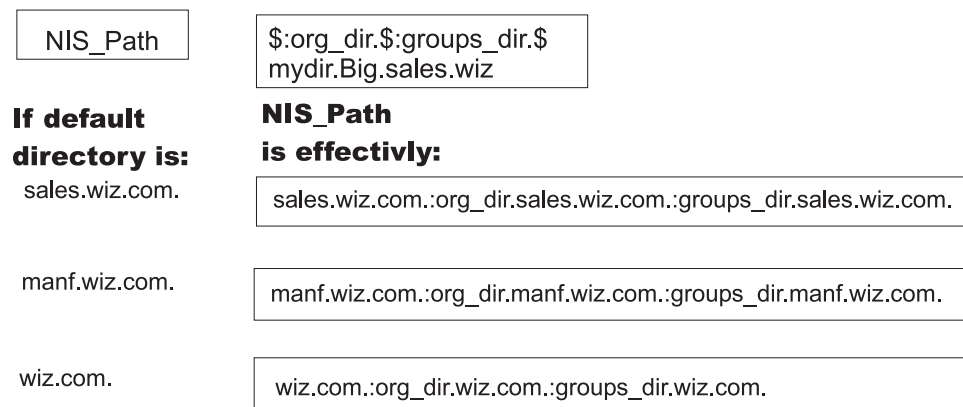 NIS_Path
$:org_dir.$:groups_dir.$
mydir.Big.sales.wiz
If default
directory is:
NIS_Path
is effectivly:
sales.wiz.com.
sales.wiz.com.:org_dir.sales.wiz.com.:groups_dir.sales.wiz.com.
manf.wiz.com.
manf.wiz.com.:org_dir.manf.wiz.com.:groups_dir.manf.wiz.com.
wiz.com.
wiz.com.:org_dir.wiz.com.:groups_dir.wiz.com.